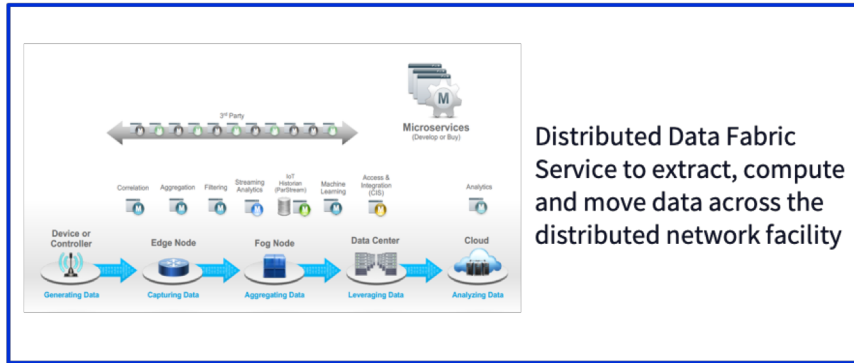 3rd Party
M
Microservices
(Develop or Buy)
Correlation
Aggregation
Filtering
Streaming
Analytics
IoT
Historian
(ParStream)
Machine
Learning
Access &
Integration
(CIS)
Analytics
Device or
Controller
Edge Node
Fog Node
Data Center
Cloud
Generating Data
Capturing Data
Aggregating Data
Leveraging Data
Analyzing Data
Distributed Data Fabric
Service to extract, compute
and move data across the
distributed network facility